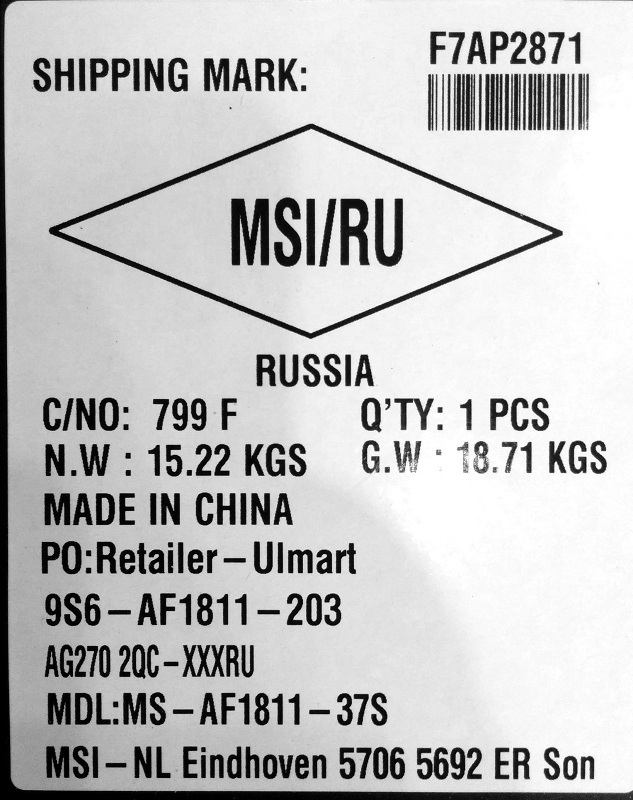 F7AP2871
SHIPPING MARK:
MSI/RU
RUSSIA
C/NO: 799 F Q'TY: 1 PCS
N.W : 15.22 KGS G.W : 18.71 KGS
MADE IN CHINA
PO:Retailer–Ulmart
9S6–AF1811–203
AG270 2QC–XXXRU
MDL:MS–AF1811–37S
MSI–NL Eindhoven 5706 5692 ER Son